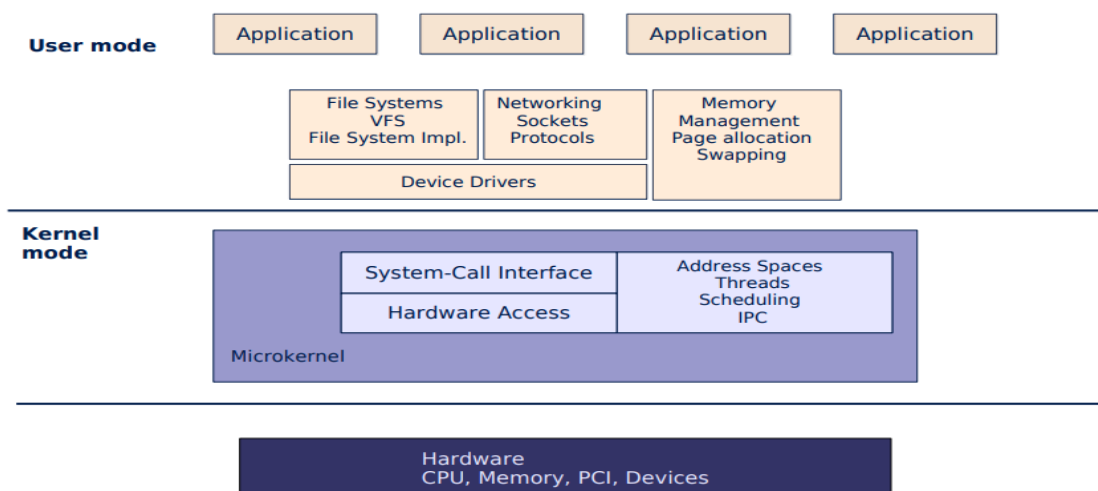 User mode
Application
Application
Application
Application
File Systems
VFS
File System Impl.
Networking
Sockets
Protocols
Memory
Management
Page allocation
Swapping
Device Drivers
Kernel
mode
System-Call Interface
Hardware Access
Address Spaces
Threads
Scheduling
IPC
Microkernel
Hardware
CPU, Memory, PCI, Devices